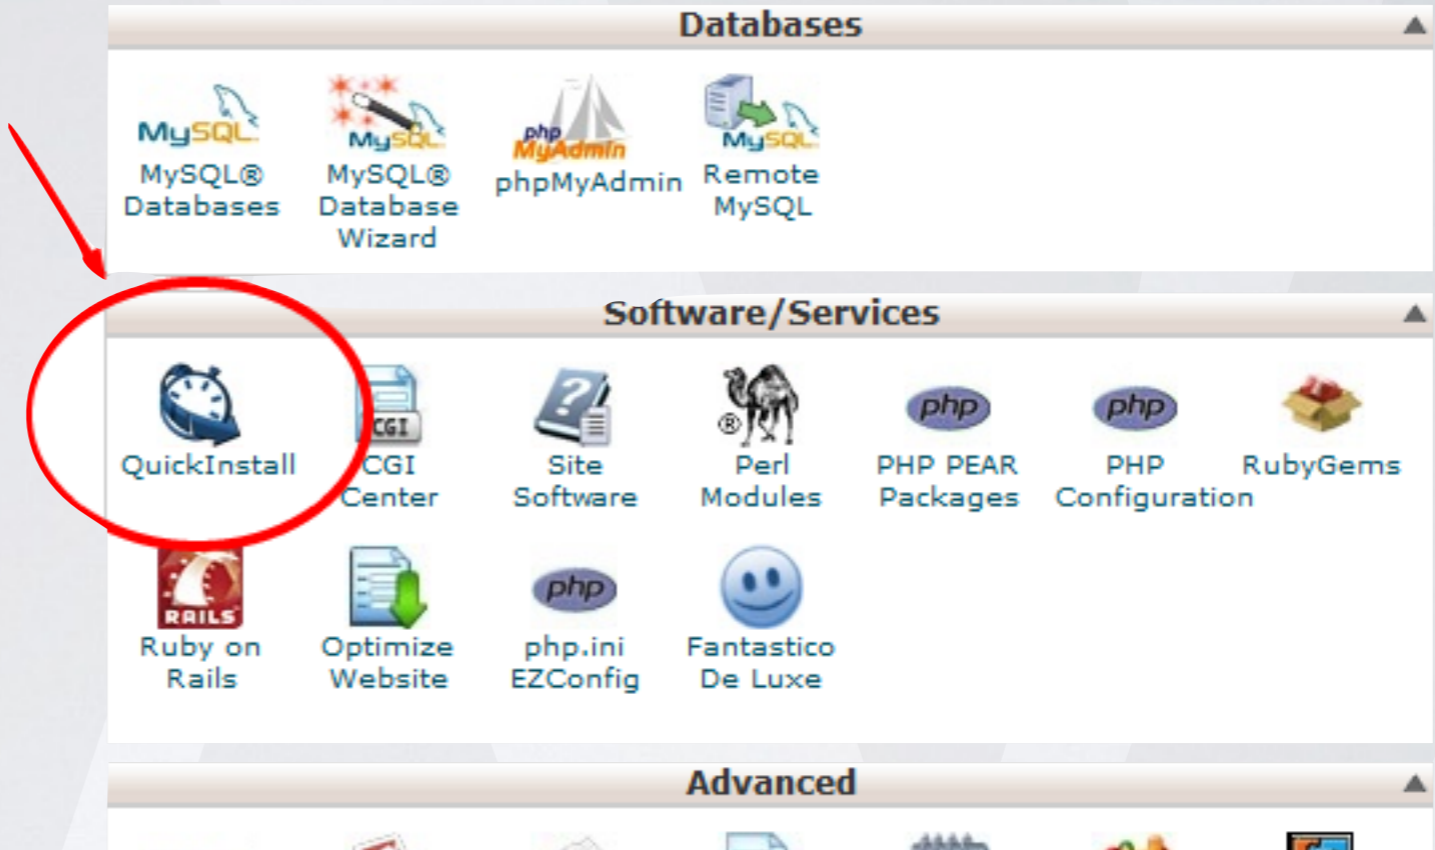 Databases
MySQL
MySQL
php
MyAdmin
MySQL
MySQL®
Databases
MySQL®
Database
Wizard
phpMyAdmin
Remote
MySQL
Software/Services
CGI
®
php
php
QuickInstall
CGI
Center
Site
Software
Perl
Modules
PHP PEAR
Packages
PHP
Configuration
RubyGems
RAILS
php
Ruby on
Rails
Optimize
Website
php.ini
EZConfig
Fantastico
De Luxe
Advanced